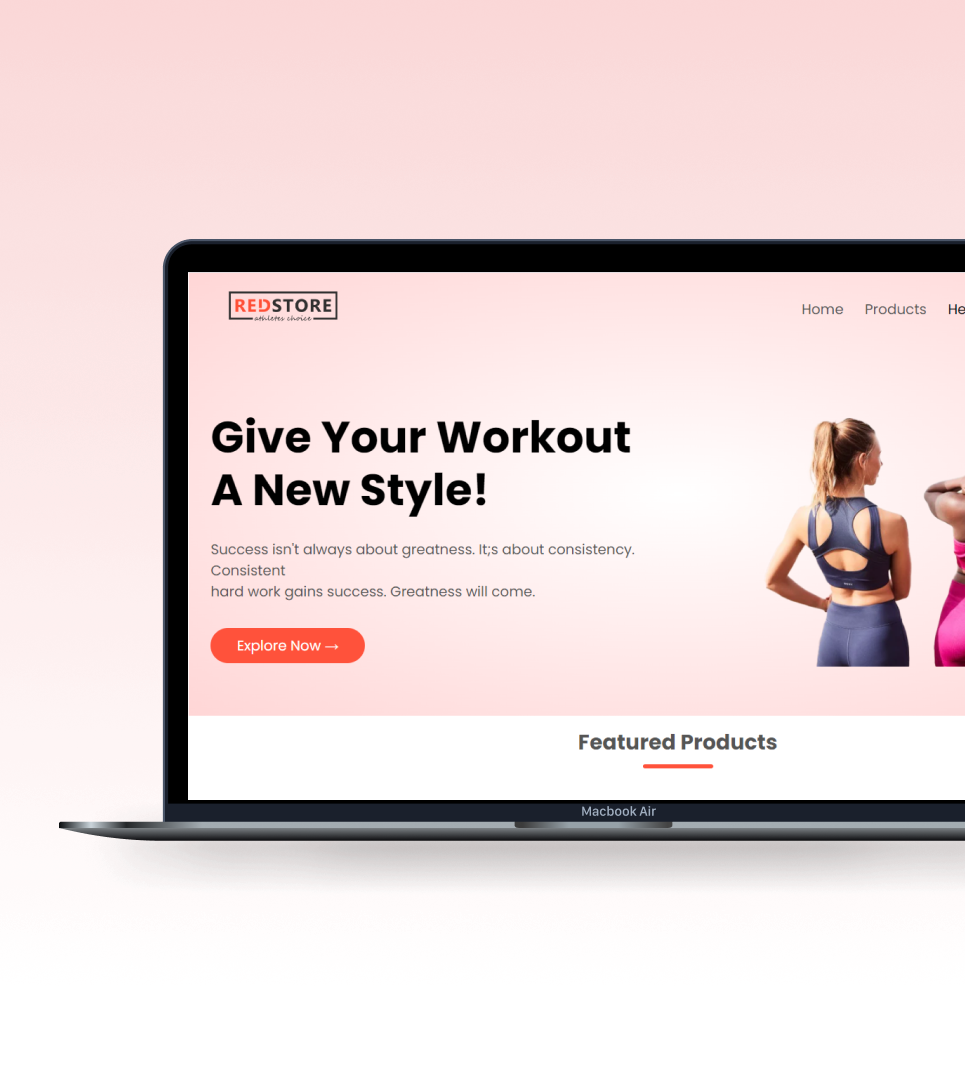 REDSTORE
athletes choice
Home Products He
Give Your Workout
A New Style!
Success isn't always about greatness. It;s about consistency.
Consistent
hard work gains success. Greatness will come.
Explore Now →
Featured Products
Macbook Air